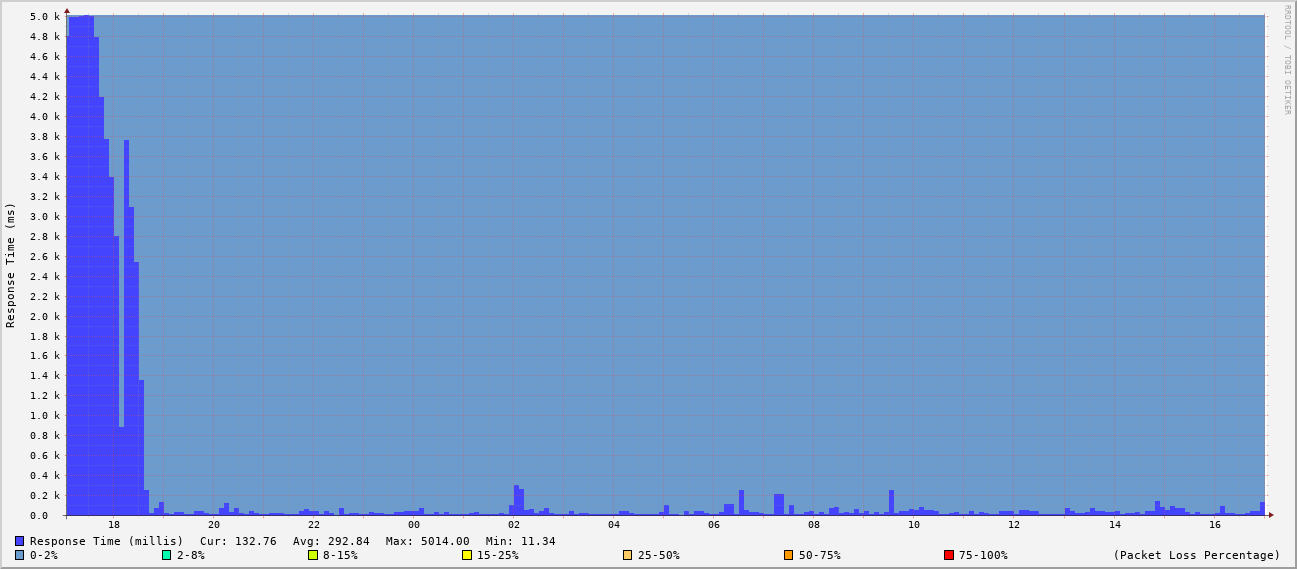 5.0 k
4.8 k
4.6 k
4.4 k
4.2 k
4.0 k
3.8 k
3.6 k
3.4 k
3.2 k
3.0 k
2.8 k
2.6 k
2.4 k
2.2 k
2.0 k
1.8 k
1.6 k
1.4 k
1.2 k
1.0 k
0.8 k
0.6 k
0.4 k
0.2 k
0.0
Response Time (ms)
RRDTOOL / TOBI OETIKER
18 20 22 00 02 04 06 08 10 12 14 16
Response Time (millis) Cur: 132.76 Avg: 292.84 Max: 5014.00 Min: 11.34
0-2% 2-8% 8-15% 15-25% 25-50% 50-75% 75-100% (Packet Loss Percentage)